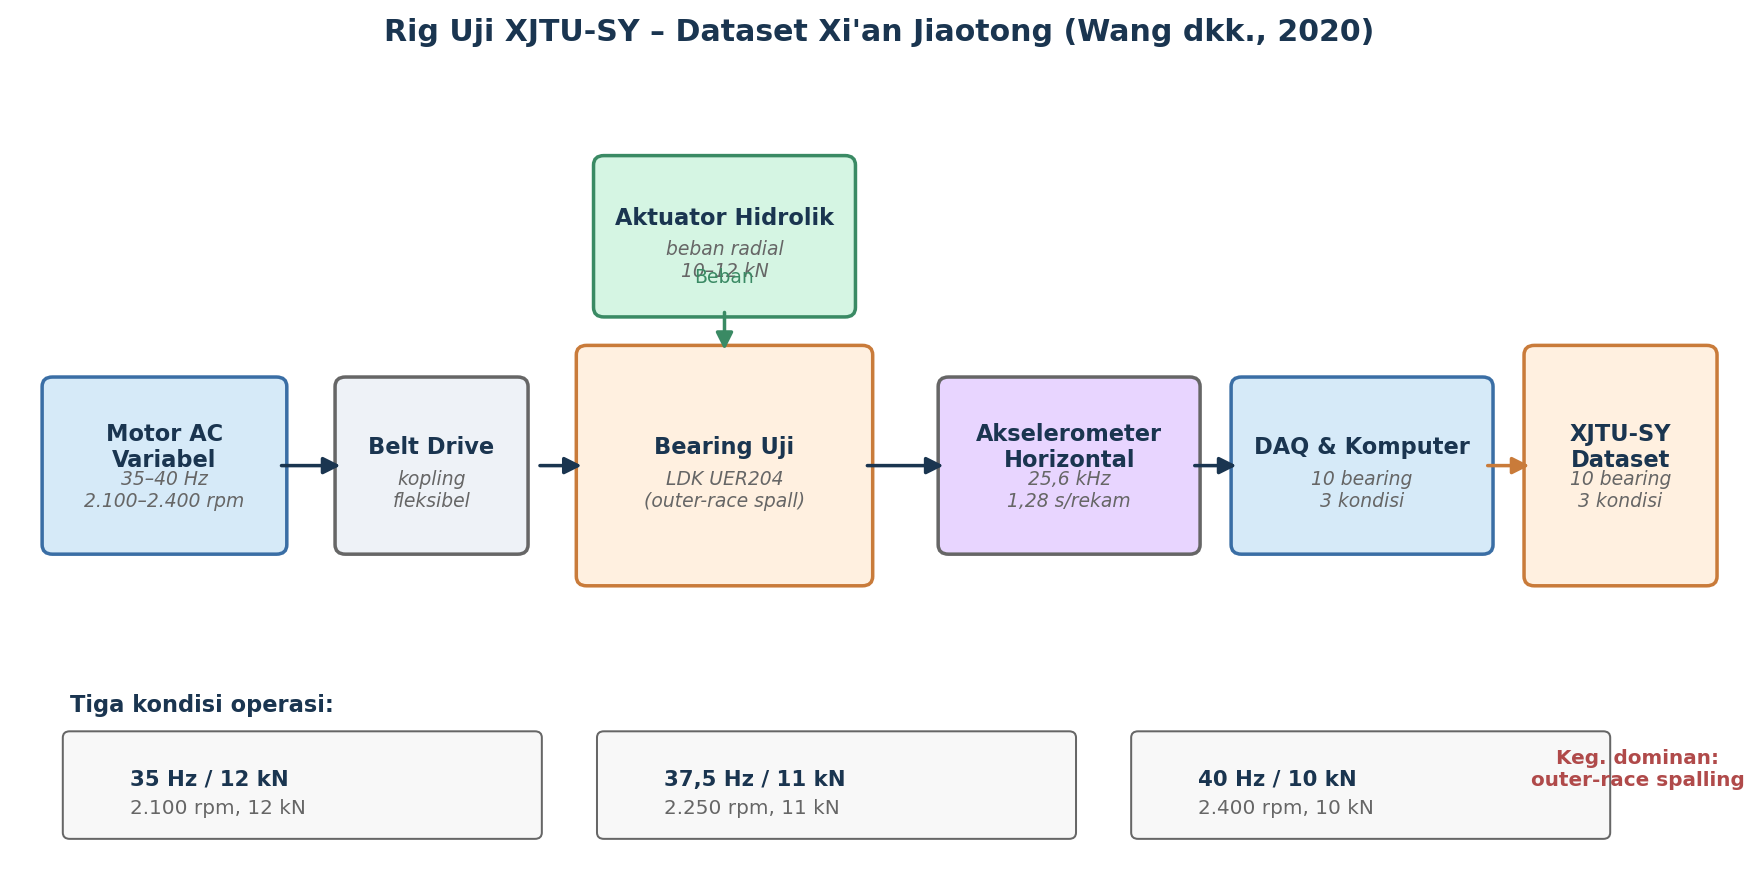 Rig Uji XJTU-SY – Dataset Xi'an Jiaotong (Wang dkk., 2020)
Aktuator Hidrolik
beban radial
10–12 kN
Beban
Motor AC
Variabel
35–40 Hz
2.100–2.400 rpm
Belt Drive
kopling
fleksibel
Bearing Uji
LDK UER204
(outer-race spall)
Akselerometer
Horizontal
25,6 kHz
1,28 s/rekam
DAQ & Komputer
10 bearing
3 kondisi
XJTU-SY
Dataset
10 bearing
3 kondisi
Tiga kondisi operasi:
35 Hz / 12 kN
2.100 rpm, 12 kN
37,5 Hz / 11 kN
2.250 rpm, 11 kN
40 Hz / 10 kN
2.400 rpm, 10 kN
Keg. dominan:
outer-race spalling